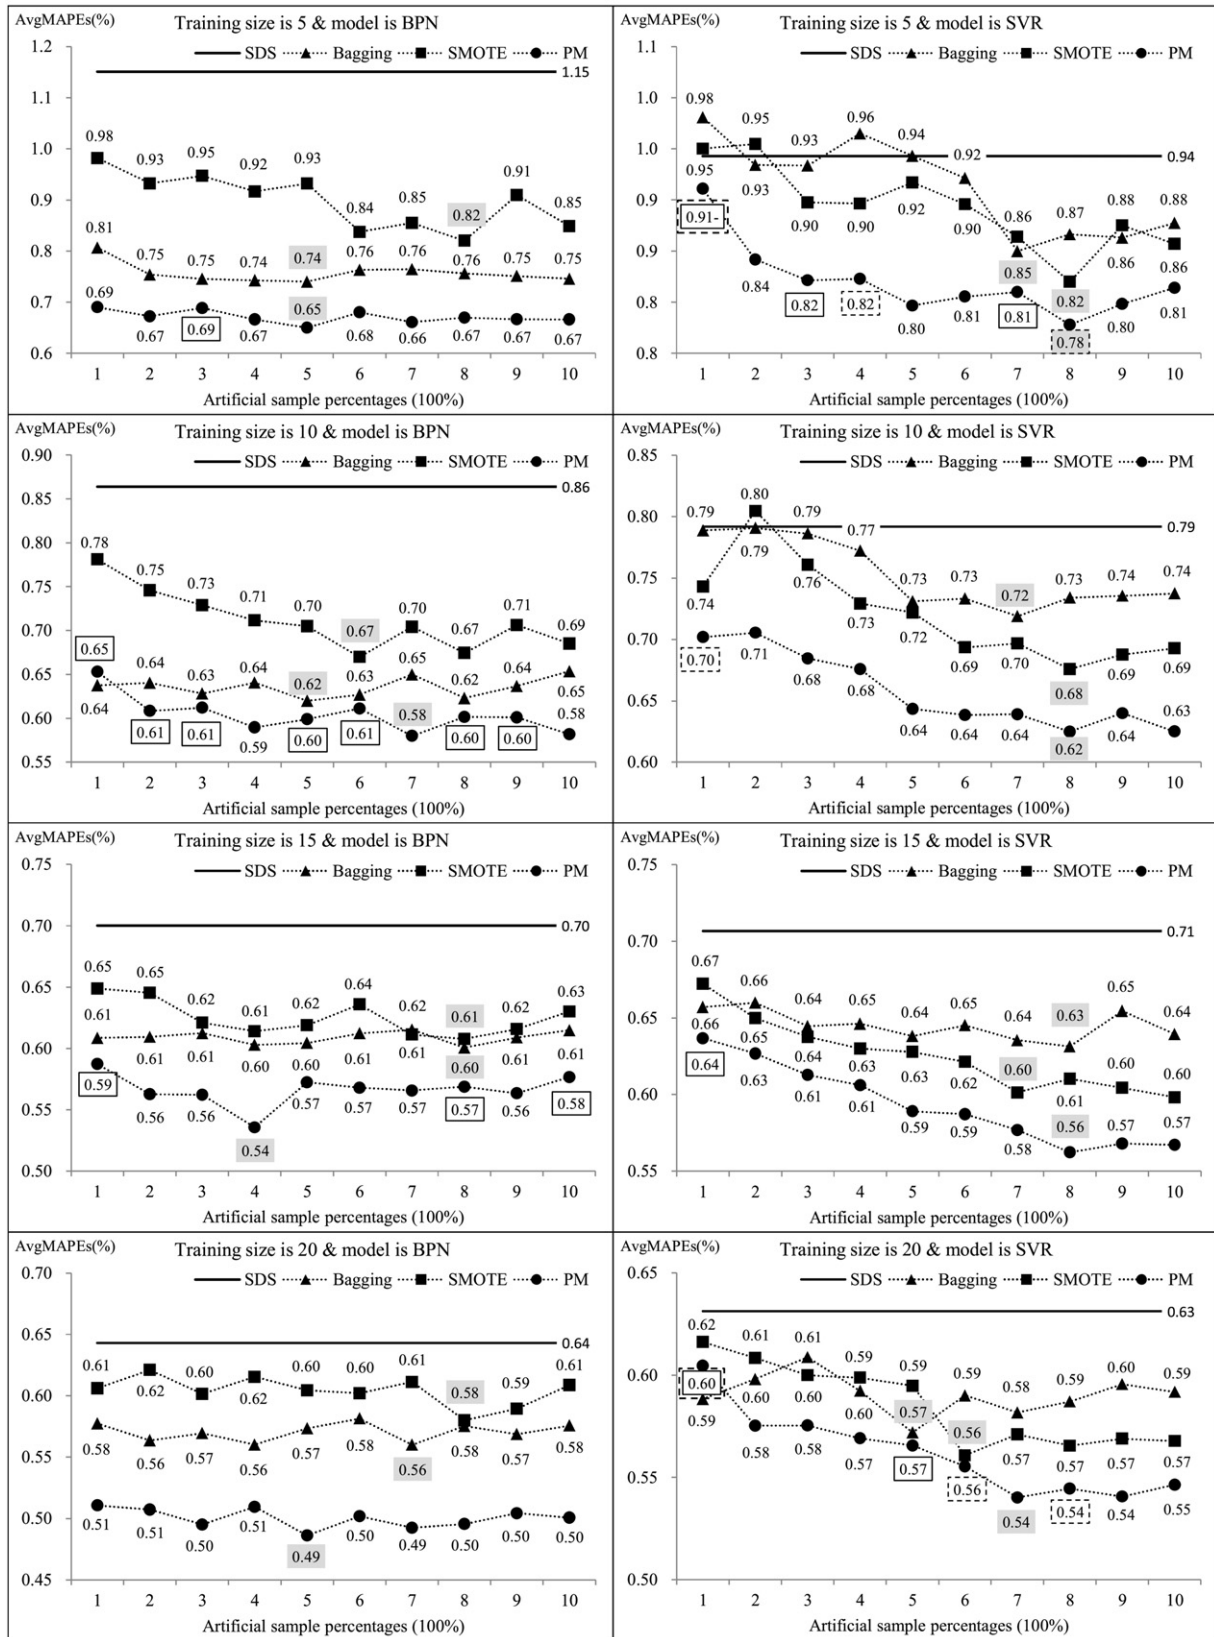 AvgMAPEs(%)
Training size is 5 & model is BPN
SDS Bagging SMOTE PM
1.2
1.1
1.0
0.9
0.8
0.7
0.6
1.15
0.98 0.93 0.95 0.92 0.93 0.84 0.85 0.82 0.91 0.85
0.81 0.75 0.75 0.74 0.74 0.76 0.76 0.76 0.75 0.75
0.69 0.67 0.69 0.67 0.65 0.68 0.66 0.67 0.67 0.67
1 2 3 4 5 6 7 8 9 10
Artificial sample percentages (100%)
AvgMAPEs(%)
Training size is 5 & model is SVR
SDS Bagging SMOTE PM
1.1
1.0
1.0
0.9
0.9
0.8
0.8
0.94
0.98 0.93 0.93 0.96 0.94 0.92 0.85 0.87 0.86 0.88
0.95 0.95 0.90 0.90 0.92 0.90 0.86 0.82 0.88 0.86
0.91- 0.84 0.82 0.82 0.80 0.81 0.81 0.78 0.80 0.81
1 2 3 4 5 6 7 8 9 10
Artificial sample percentages (100%)
AvgMAPEs(%)
Training size is 10 & model is BPN
SDS Bagging SMOTE PM
0.90
0.85
0.80
0.75
0.70
0.65
0.60
0.55
0.86
0.78 0.75 0.73 0.71 0.70 0.67 0.70 0.67 0.71 0.69
0.64 0.64 0.63 0.64 0.62 0.63 0.65 0.62 0.64 0.65
0.65 0.61 0.61 0.59 0.60 0.61 0.58 0.60 0.60 0.58
1 2 3 4 5 6 7 8 9 10
Artificial sample percentages (100%)
AvgMAPEs(%)
Training size is 10 & model is SVR
SDS Bagging SMOTE PM
0.85
0.80
0.75
0.70
0.65
0.60
0.79
0.79 0.79 0.79 0.77 0.73 0.73 0.72 0.73 0.74 0.74
0.74 0.80 0.76 0.73 0.72 0.69 0.70 0.68 0.69 0.69
0.70 0.71 0.68 0.68 0.64 0.64 0.64 0.62 0.64 0.63
1 2 3 4 5 6 7 8 9 10
Artificial sample percentages (100%)
AvgMAPEs(%)
Training size is 15 & model is BPN
SDS Bagging SMOTE PM
0.75
0.70
0.65
0.60
0.55
0.50
0.70
0.65 0.65 0.62 0.61 0.62 0.64 0.62 0.61 0.62 0.63
0.61 0.61 0.61 0.60 0.60 0.61 0.61 0.60 0.61 0.61
0.59 0.56 0.56 0.54 0.57 0.57 0.57 0.57 0.56 0.58
1 2 3 4 5 6 7 8 9 10
Artificial sample percentages (100%)
AvgMAPEs(%)
Training size is 15 & model is SVR
SDS Bagging SMOTE PM
0.75
0.70
0.65
0.60
0.55
0.71
0.67 0.66 0.64 0.65 0.64 0.65 0.64 0.63 0.65 0.64
0.66 0.65 0.64 0.63 0.63 0.62 0.60 0.61 0.60 0.60
0.64 0.63 0.61 0.61 0.59 0.59 0.58 0.56 0.57 0.57
1 2 3 4 5 6 7 8 9 10
Artificial sample percentages (100%)
AvgMAPEs(%)
Training size is 20 & model is BPN
SDS Bagging SMOTE PM
0.70
0.65
0.60
0.55
0.50
0.45
0.64
0.61 0.62 0.60 0.62 0.60 0.60 0.61 0.58 0.59 0.61
0.58 0.56 0.57 0.56 0.57 0.58 0.56 0.58 0.57 0.58
0.51 0.51 0.50 0.51 0.49 0.50 0.49 0.50 0.50 0.50
1 2 3 4 5 6 7 8 9 10
Artificial sample percentages (100%)
AvgMAPEs(%)
Training size is 20 & model is SVR
SDS Bagging SMOTE PM
0.65
0.60
0.55
0.50
0.63
0.62 0.61 0.61 0.59 0.59 0.59 0.58 0.59 0.60 0.59
0.59 0.60 0.60 0.60 0.57 0.56 0.57 0.57 0.57 0.57
0.60 0.58 0.58 0.57 0.57 0.56 0.54 0.54 0.54 0.55
1 2 3 4 5 6 7 8 9 10
Artificial sample percentages (100%)